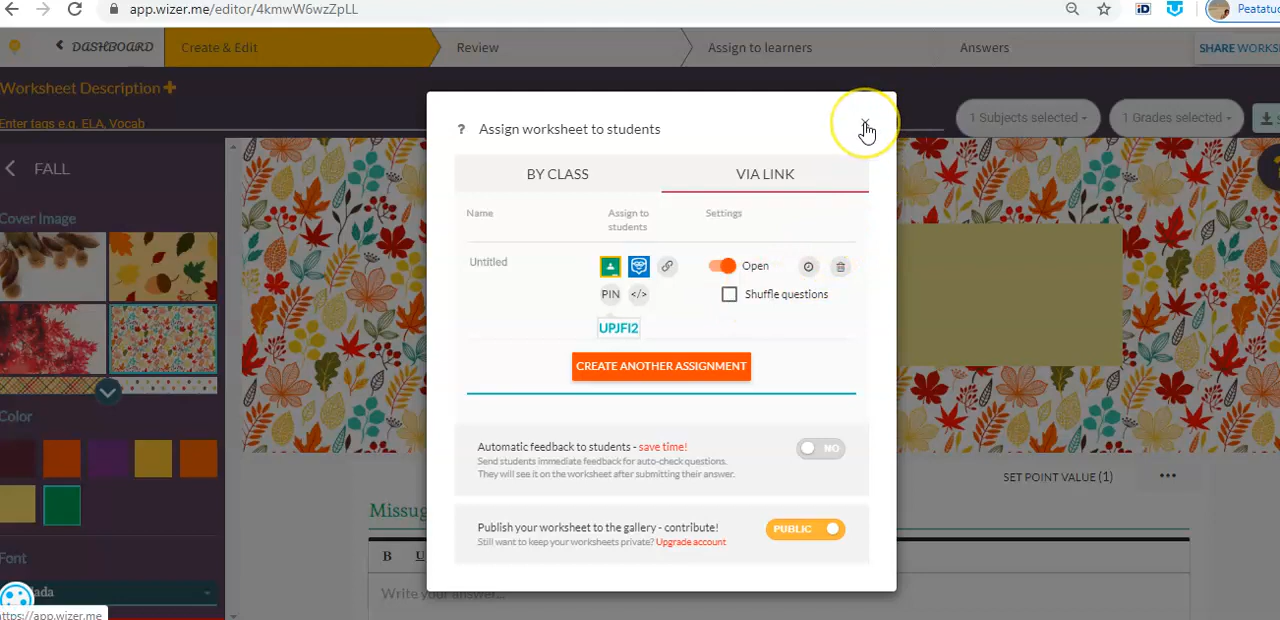 app.wizer.me/editor/4kmwW6wzZpLL
iD
Peatatud
DASHBOARD
Create & Edit
Review
Assign to learners
Answers
SHARE WORKS
Worksheet Description +
Enter tags e.g. ELA, Vocab
1 Subjects selected
1 Grades selected
FALL
Cover Image
Color
Font
https://app.wizer.me
? Assign worksheet to students
BY CLASS
VIA LINK
Name
Assign to students
Settings
Untitled
Open
PIN </>
Shuffle questions
UPJFI2
CREATE ANOTHER ASSIGNMENT
Automatic feedback to students - save time!
NO
Send students immediate feedback for auto-check questions.
They will see it on the worksheet after submitting their answer.
Publish your worksheet to the gallery - contribute!
PUBLIC
Still want to keep your worksheets private? Upgrade account
SET POINT VALUE (1)
Missug
B U
Write your answer